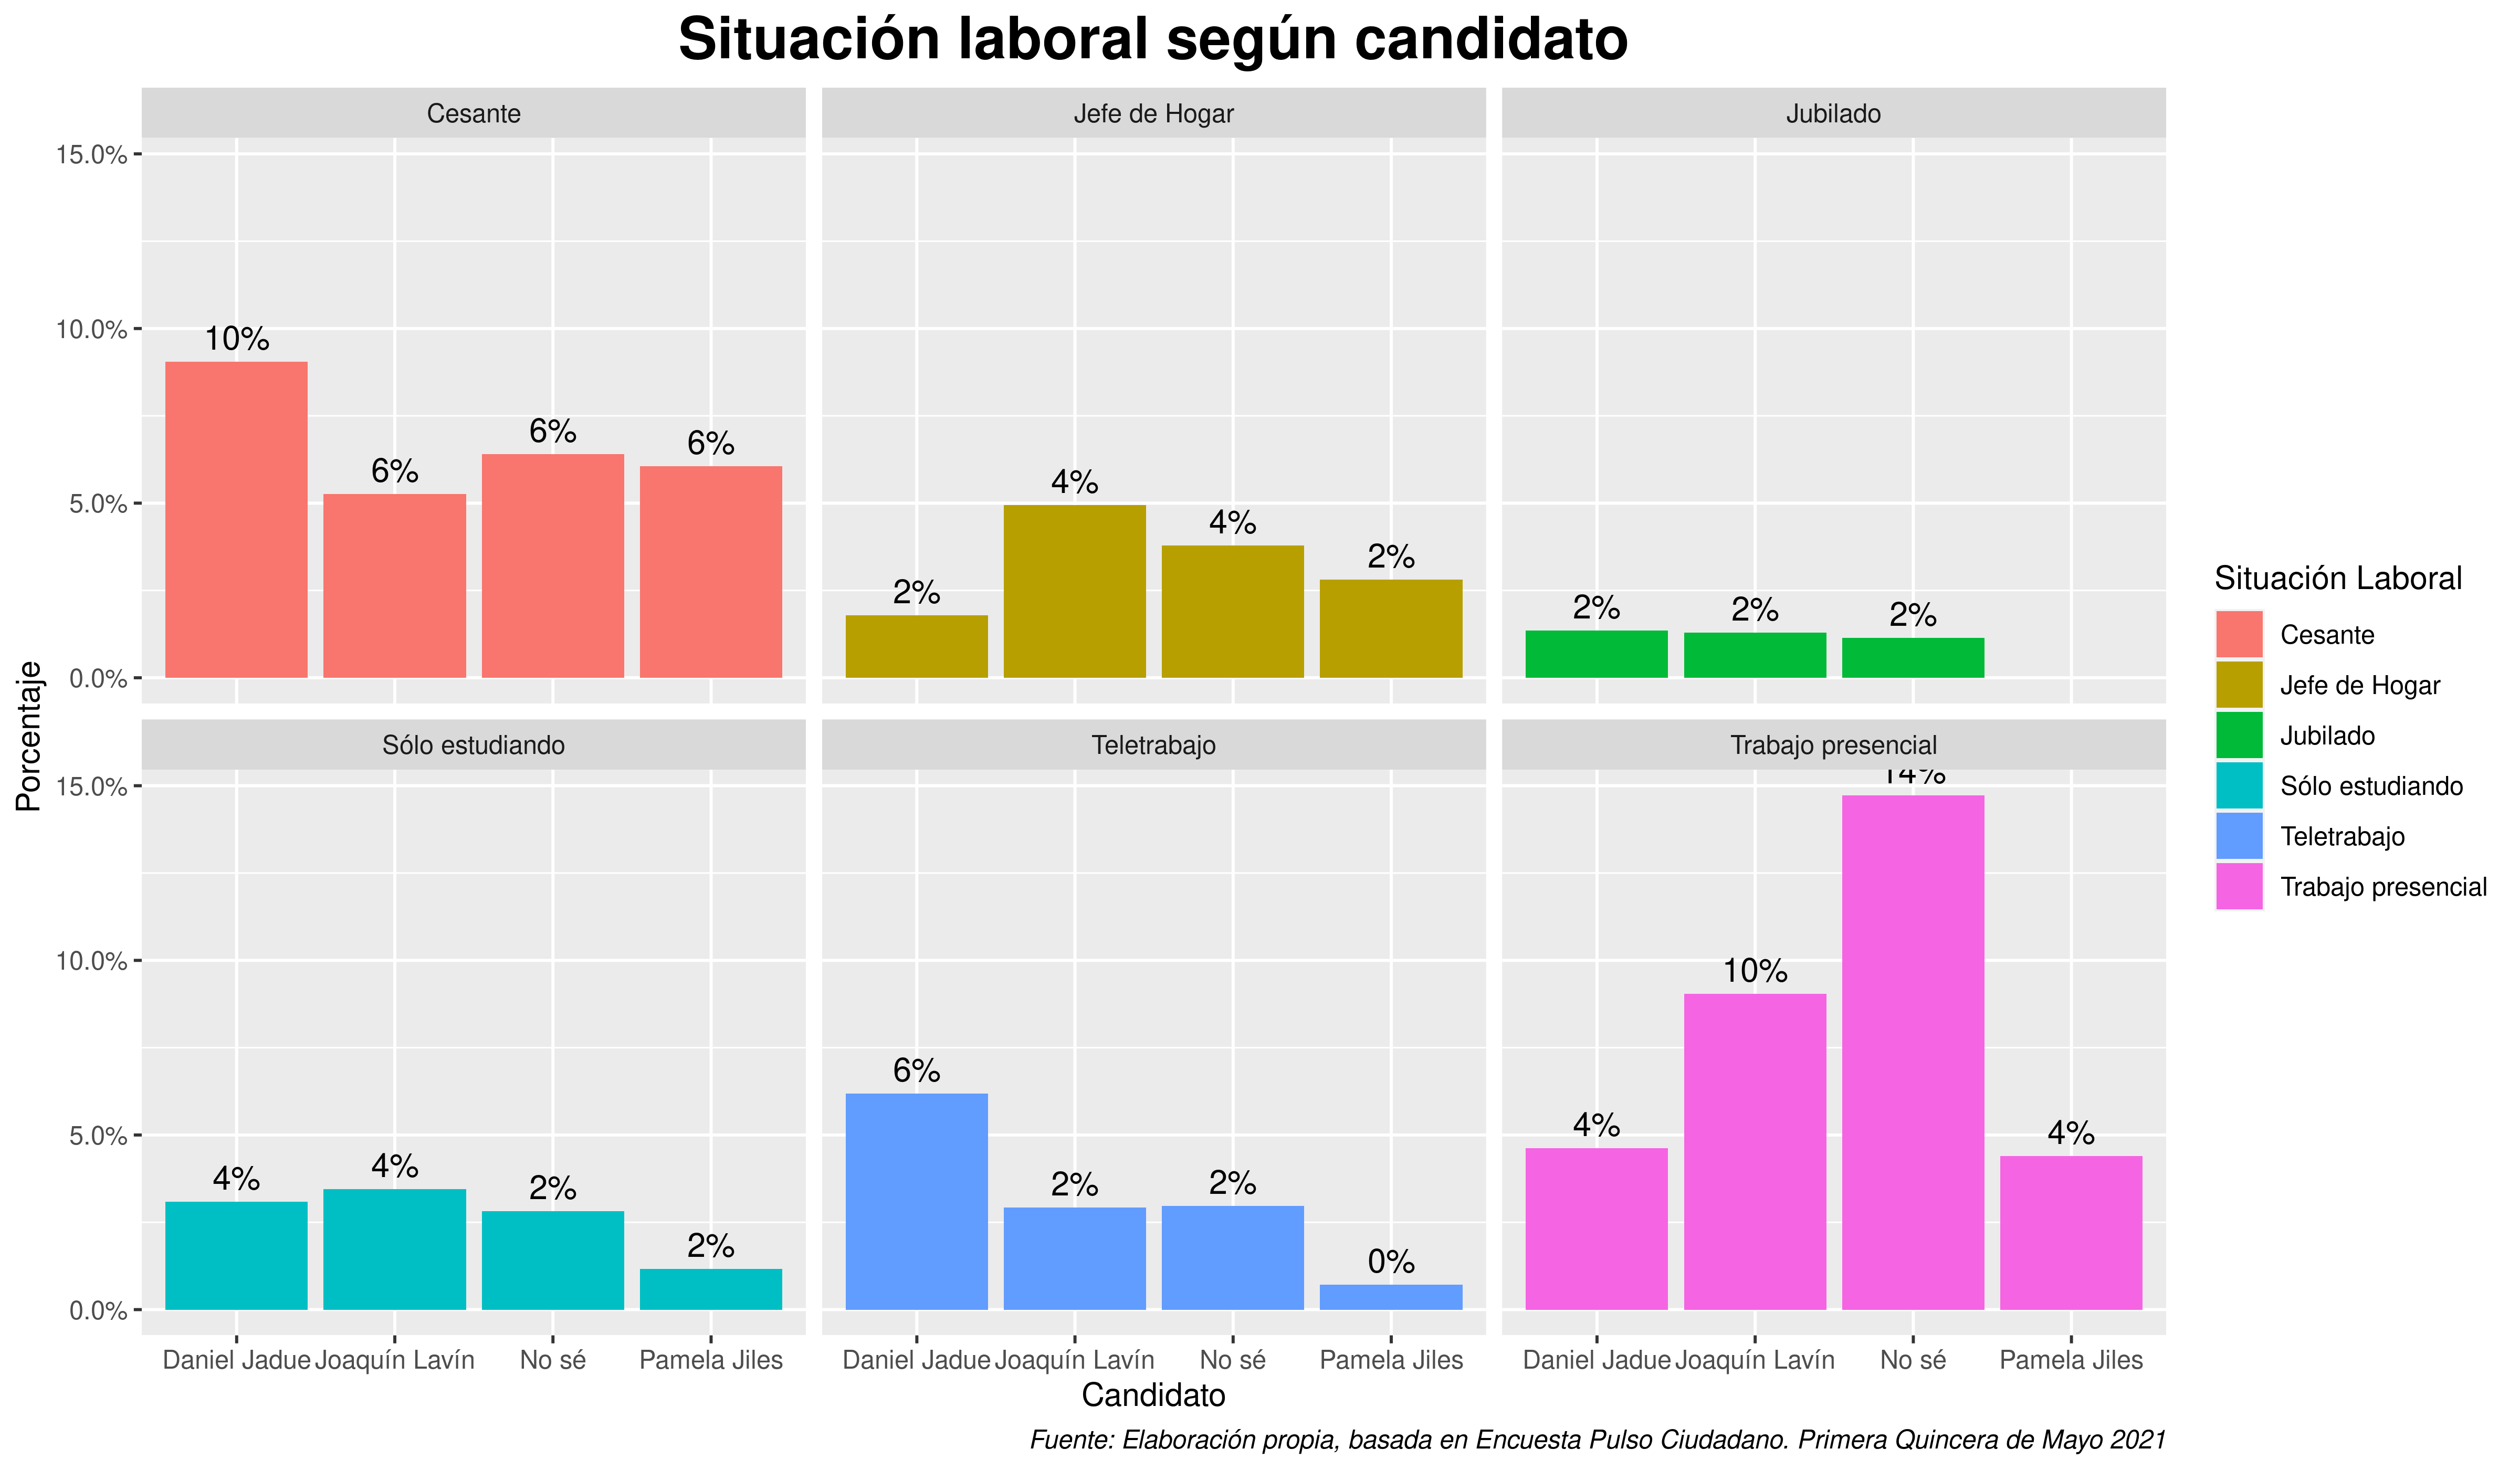 Situación laboral según candidato
Cesante
Jefe de Hogar
Jubilado
15.0%
10.0%
5.0%
0.0%
10%
6%
6%
6%
2%
4%
4%
2%
2%
2%
2%
Sólo estudiando
Teletrabajo
Trabajo presencial
15.0%
10.0%
5.0%
0.0%
4%
4%
2%
2%
6%
2%
2%
0%
4%
10%
14%
4%
Daniel Jadue Joaquín Lavín No sé Pamela Jiles
Daniel Jadue Joaquín Lavín No sé Pamela Jiles
Daniel Jadue Joaquín Lavín No sé Pamela Jiles
Porcentaje
Candidato
Situación Laboral
Cesante
Jefe de Hogar
Jubilado
Sólo estudiando
Teletrabajo
Trabajo presencial
Fuente: Elaboración propia, basada en Encuesta Pulso Ciudadano. Primera Quincera de Mayo 2021